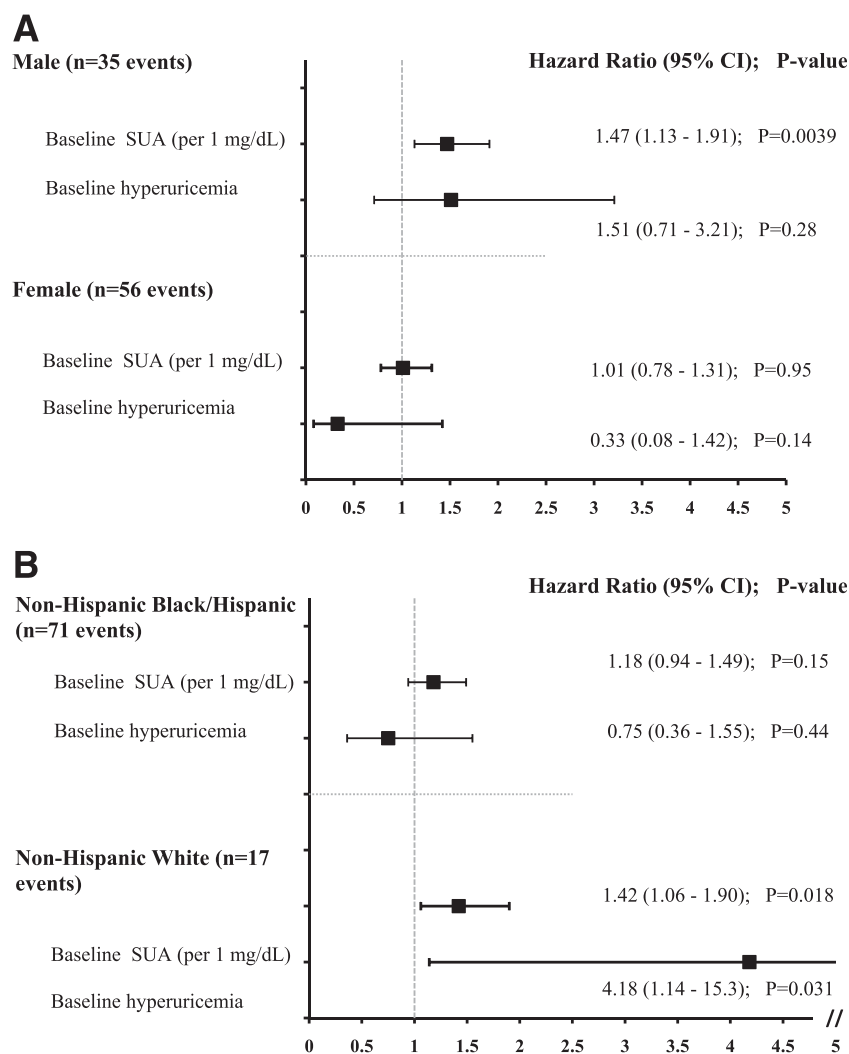 A
Male (n=35 events)
Hazard Ratio (95% CI); P-value
Baseline SUA (per 1 mg/dL)
1.47 (1.13 - 1.91); P=0.0039
Baseline hyperuricemia
1.51 (0.71 - 3.21); P=0.28
Female (n=56 events)
Baseline SUA (per 1 mg/dL)
1.01 (0.78 - 1.31); P=0.95
Baseline hyperuricemia
0.33 (0.08 - 1.42); P=0.14
0 0.5 1 1.5 2 2.5 3 3.5 4 4.5 5
B
Hazard Ratio (95% CI); P-value
Non-Hispanic Black/Hispanic
(n=71 events)
1.18 (0.94 - 1.49); P=0.15
Baseline SUA (per 1 mg/dL)
Baseline hyperuricemia
0.75 (0.36 - 1.55); P=0.44
Non-Hispanic White (n=17
events)
1.42 (1.06 - 1.90); P=0.018
Baseline SUA (per 1 mg/dL)
4.18 (1.14 - 15.3); P=0.031
Baseline hyperuricemia
//
0 0.5 1 1.5 2 2.5 3 3.5 4 4.5 5